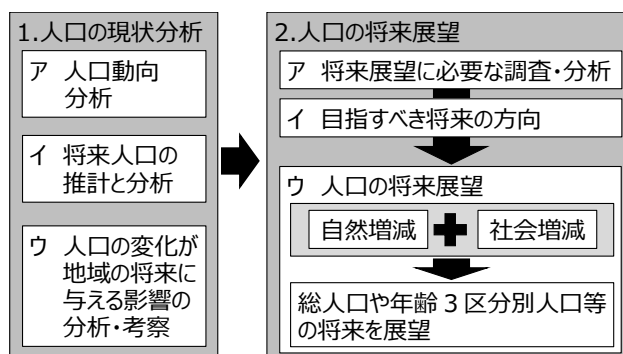 1.人口の現状分析
ア 人口動向
分析
イ 将来人口の
推計と分析
ウ 人口の変化が
地域の将来に
与える影響の
分析・考察
2.人口の将来展望
ア 将来展望に必要な調査・分析
イ 目指すべき将来の方向
ウ 人口の将来展望
自然増減 社会増減
総人口や年齢3区分別人口等
の将来を展望